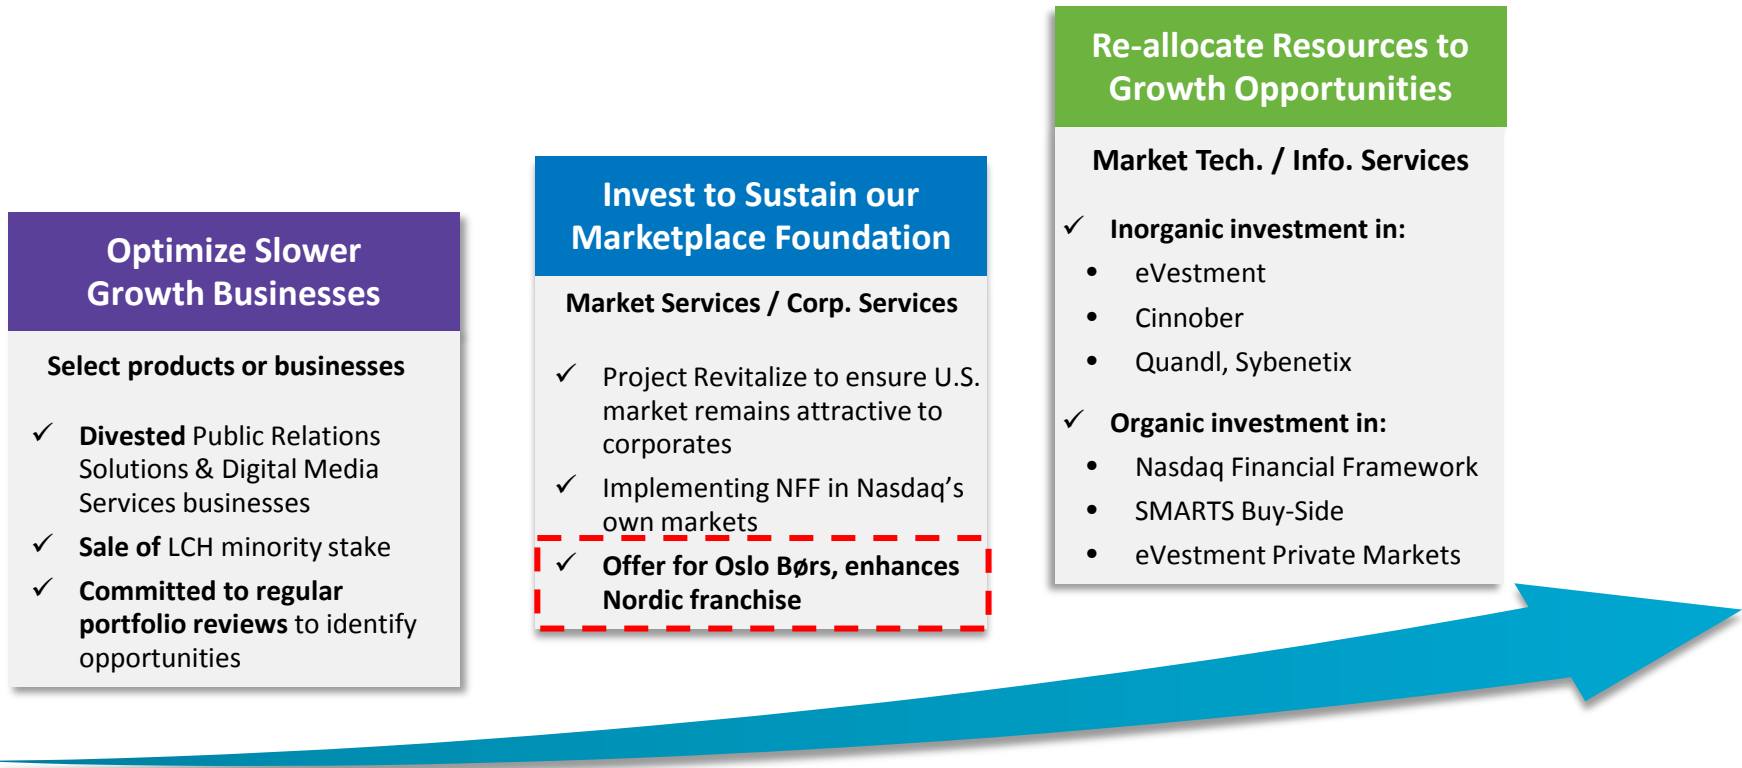 Optimize Slower
Growth Businesses
Select products or businesses
✓ Divested Public Relations
Solutions & Digital Media
Services businesses
✓ Sale of LCH minority stake
✓ Committed to regular
portfolio reviews to identify
opportunities
Invest to Sustain our
Marketplace Foundation
Market Services / Corp. Services
✓ Project Revitalize to ensure U.S.
market remains attractive to
corporates
✓ Implementing NFF in Nasdaq’s
own markets
✓ Offer for Oslo Børs, enhances
Nordic franchise
Re-allocate Resources to
Growth Opportunities
Market Tech. / Info. Services
✓ Inorganic investment in:
• eVestment
• Cinnober
• Quandl, Sybenetix
✓ Organic investment in:
• Nasdaq Financial Framework
• SMARTS Buy-Side
• eVestment Private Markets